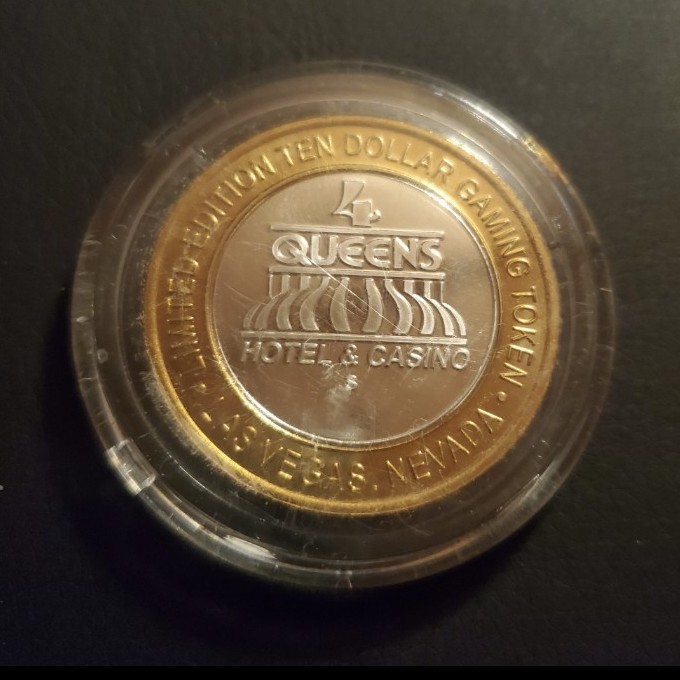 LIMITED EDITION TEN DOLLAR GAMING TOKEN •
LAS VEGAS, NEVADA •
4
QUEENS
HOTEL & CASINO
S